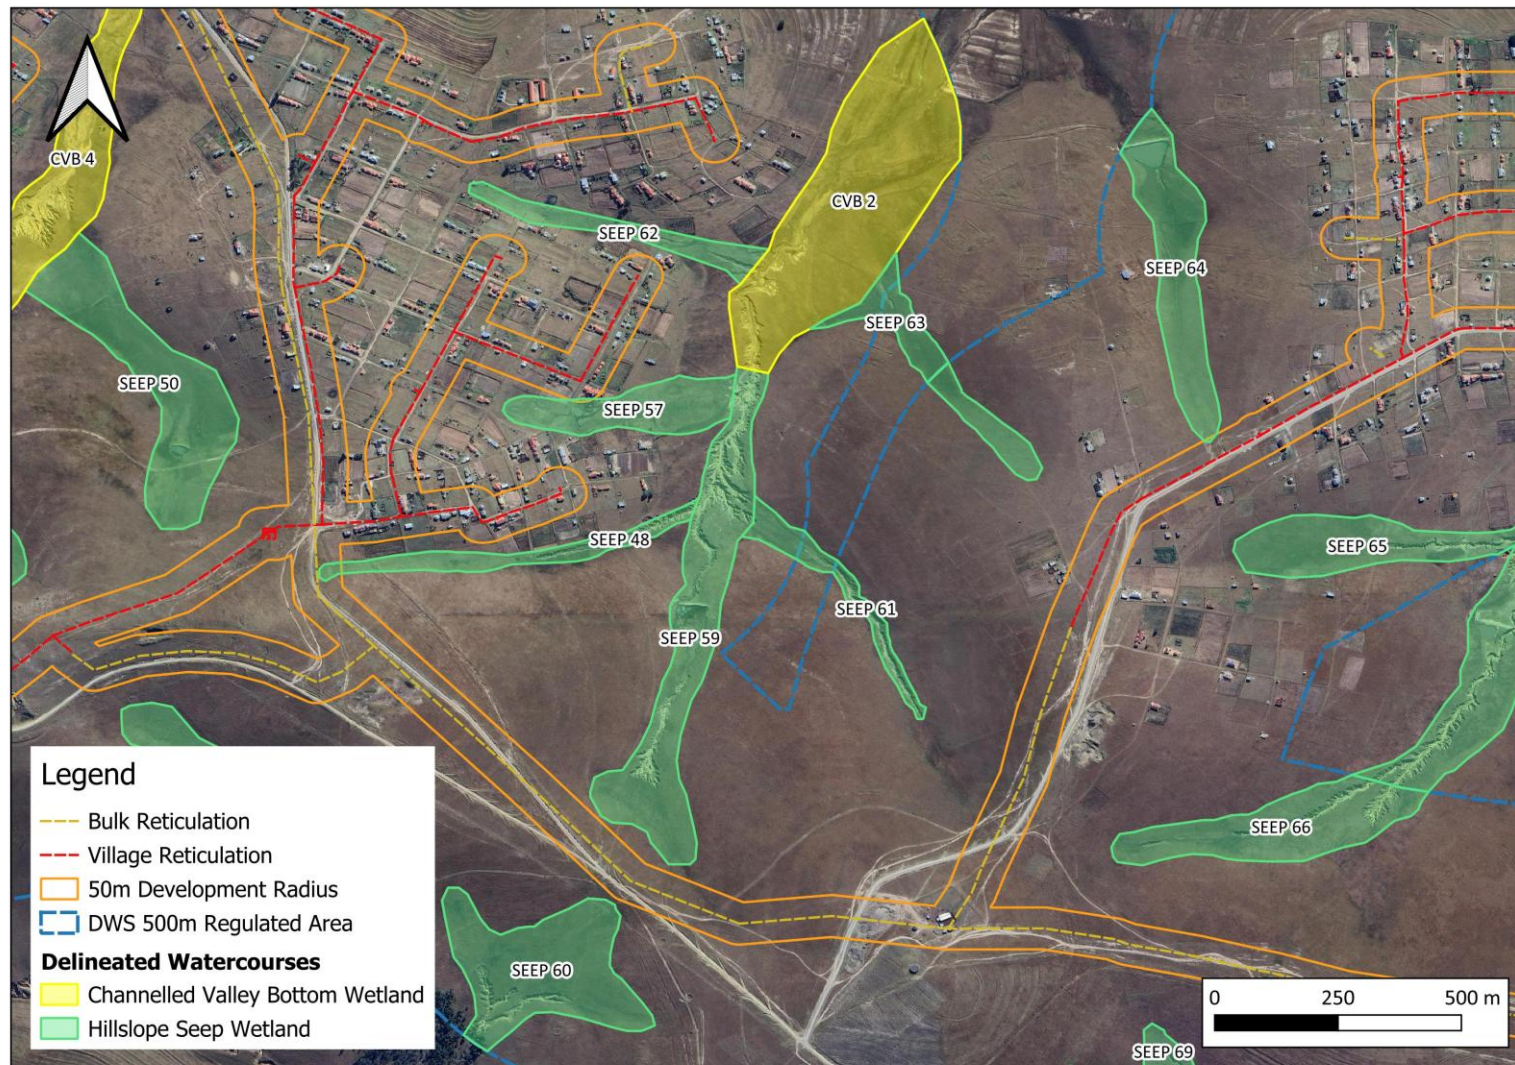 CVB 4
CVB 2
SEEP 62
SEEP 64
SEEP 63
SEEP 50
SEEP 57
SEEP 48
SEEP 65
SEEP 61
SEEP 59
SEEP 66
SEEP 60
SEEP 69
Legend
Bulk Reticulation
Village Reticulation
50m Development Radius
DWS 500m Regulated Area
Delineated Watercourses
Channelled Valley Bottom Wetland
Hillslope Seep Wetland
0 250 500 m